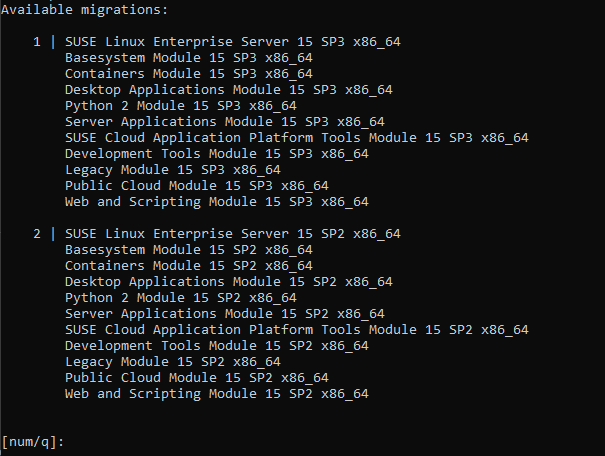 Available migrations:
1 | SUSE Linux Enterprise Server 15 SP3 x86_64
Basesystem Module 15 SP3 x86_64
Containers Module 15 SP3 x86_64
Desktop Applications Module 15 SP3 x86_64
Python 2 Module 15 SP3 x86_64
Server Applications Module 15 SP3 x86_64
SUSE Cloud Application Platform Tools Module 15 SP3 x86_64
Development Tools Module 15 SP3 x86_64
Legacy Module 15 SP3 x86_64
Public Cloud Module 15 SP3 x86_64
Web and Scripting Module 15 SP3 x86_64
2 | SUSE Linux Enterprise Server 15 SP2 x86_64
Basesystem Module 15 SP2 x86_64
Containers Module 15 SP2 x86_64
Desktop Applications Module 15 SP2 x86_64
Python 2 Module 15 SP2 x86_64
Server Applications Module 15 SP2 x86_64
SUSE Cloud Application Platform Tools Module 15 SP2 x86_64
Development Tools Module 15 SP2 x86_64
Legacy Module 15 SP2 x86_64
Public Cloud Module 15 SP2 x86_64
Web and Scripting Module 15 SP2 x86_64
[num/q]: